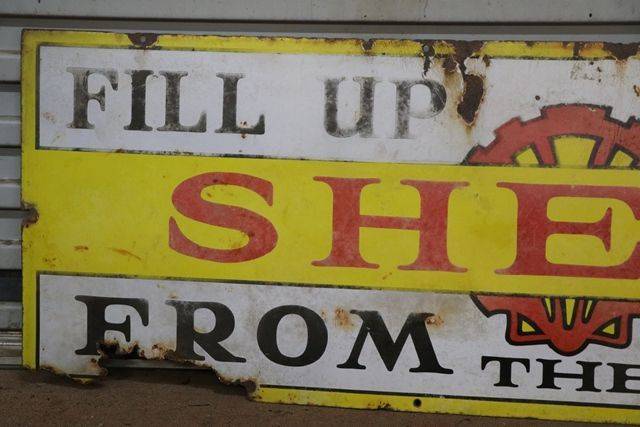 FILL UP
SHE
FROM THE